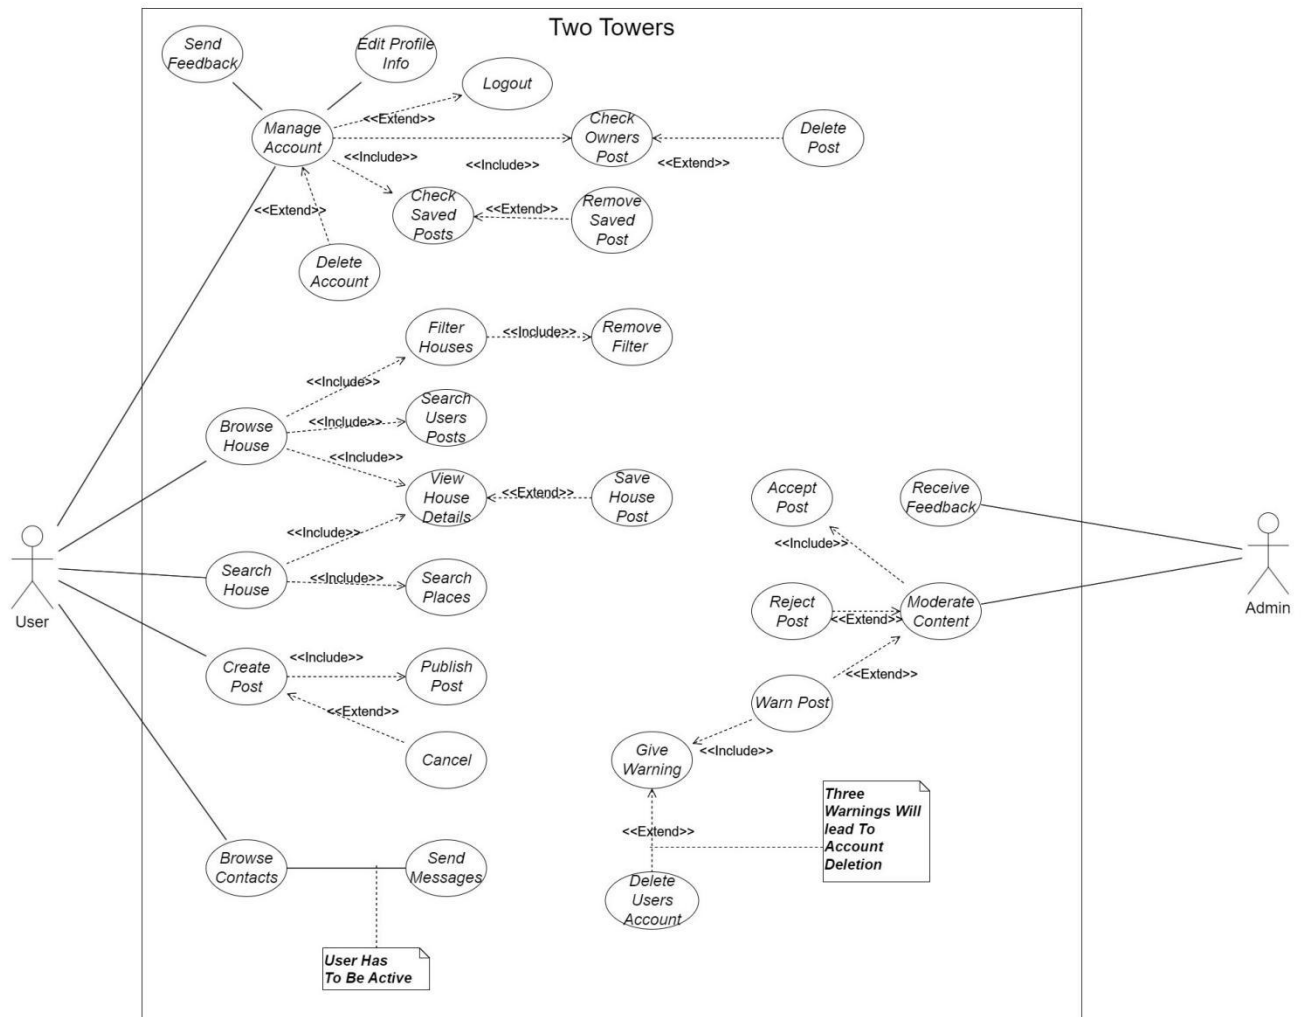 Two Towers
Send
Feedback
Edit Profile
Info
Logout
<<Extend>>
Manage
Account
Check
Owners
Post
Delete
Post
<<Include>>
<<Include>>
<<Extend>>
Check
Saved
Posts
<<Extend>>
Remove
Saved
Post
<<Extend>>
Delete
Account
Filter
Houses
<<Include>>
Remove
Filter
<<Include>>
Browse
House
<<Include>>
Search
Users
Posts
<<Include>>
View
House
Details
<<Extend>>
Save
House
Post
Accept
Post
Receive
Feedback
<<Include>>
<<Include>>
Search
House
<<Include>>
Search
Places
Reject
Post
<<Extend>>
Moderate
Content
User
Admin
Create
Post
<<Include>>
Publish
Post
<<Extend>>
Warn Post
<<Extend>>
Cancel
Give
Warning
<<Include>>
Three
Warnings Will
lead To
Account
Deletion
<<Extend>>
Browse
Contacts
Send
Messages
Delete
Users
Account
User Has
To Be Active